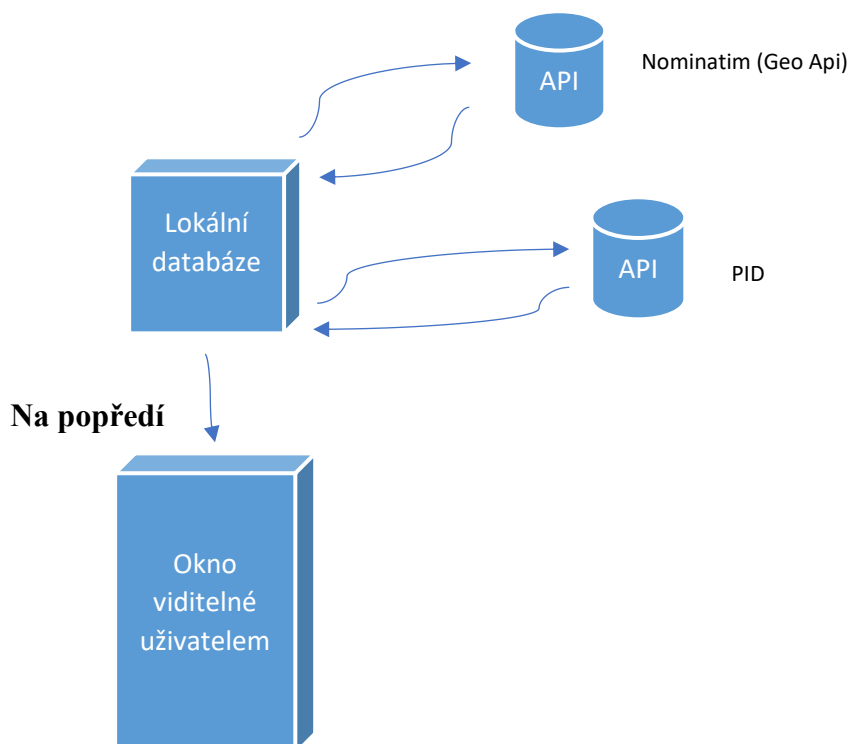 API
Nominatim (Geo Api)
Lokální
databáze
API
PID
Na popředí
Okno
viditelné
uživatelem